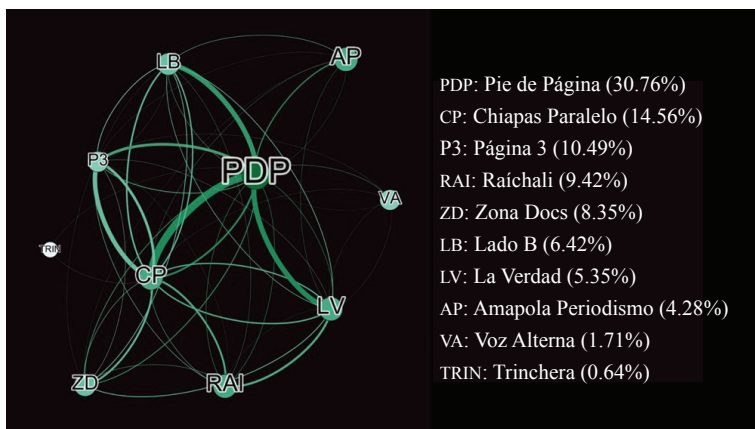 LB
AP
P3
PDP
VA
TRIN
CP
LV
ZD
RAI
PDP: Pie de Página (30.76%)
CP: Chiapas Paralelo (14.56%)
P3: Página 3 (10.49%)
RAI: Raíchali (9.42%)
ZD: Zona Docs (8.35%)
LB: Lado B (6.42%)
LV: La Verdad (5.35%)
AP: Amapola Periodismo (4.28%)
VA: Voz Alterna (1.71%)
TRIN: Trinchera (0.64%)